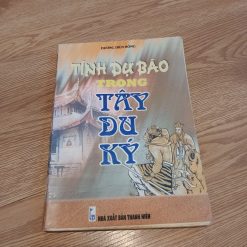 TÍNH DỰ BÁO
TRONG
TÂY
DU
KÝ
NHÀ XUẤT BẢN THANH NIÊN